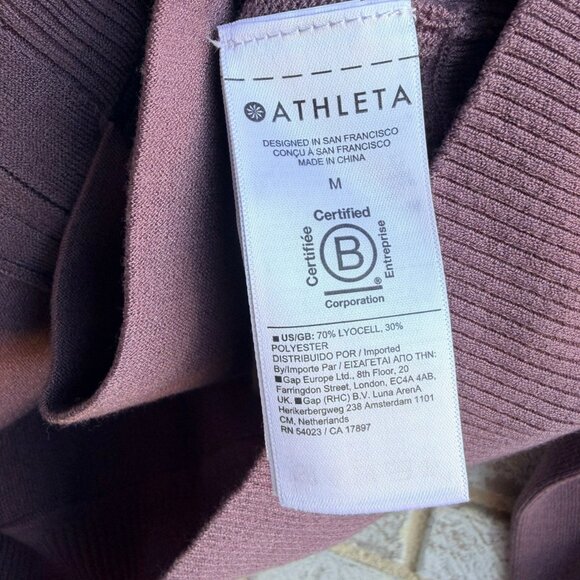 ATHLETA
DESIGNED IN SAN FRANCISCO
CONÇU À SAN FRANCISCO
MADE IN CHINA
M
Certified
Certifiée
B
Entreprise
Corporation
■ US/GB: 70% LYOCELL, 30%
POLYESTER
DISTRIBUIDO POR / Imported
By/Importe Par / ΕΙΣΑΓΕΤΑΙ ΑΠΟ ΤΗΝ:
■Gap Europe Ltd., 8th Floor, 20
Farringdon Street, London, EC4A 4AB,
UK. ■Gap (RHC) B.V. Luna ArenA
Herikerbergweg 238 Amsterdam 1101
CM, Netherlands
RN 54023 / CA 17897